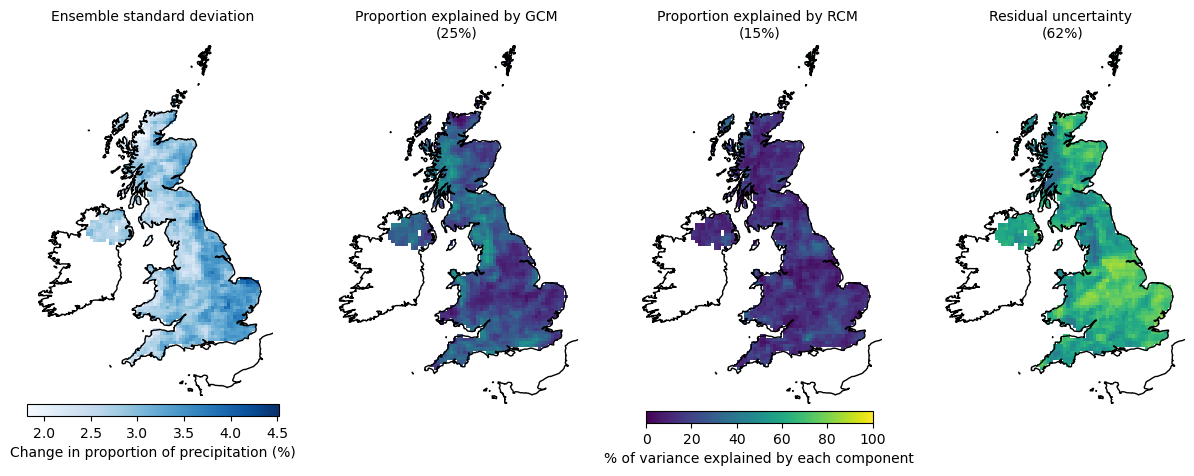 Ensemble standard deviation
Proportion explained by GCM
(25%)
Proportion explained by RCM
(15%)
Residual uncertainty
(62%)
2.0 2.5 3.0 3.5 4.0 4.5
Change in proportion of precipitation (%)
0 20 40 60 80 100
% of variance explained by each component